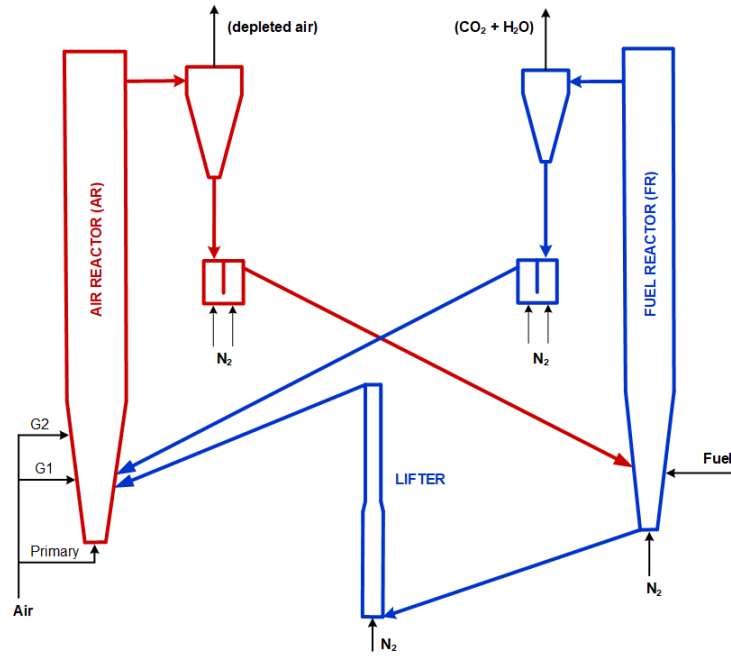 (depleted air)
(CO₂ + H₂O)
AIR REACTOR (AR)
FUEL REACTOR (FR)
N₂
N₂
G2
G1
Primary
Air
LIFTER
Fuel
N₂
N₂